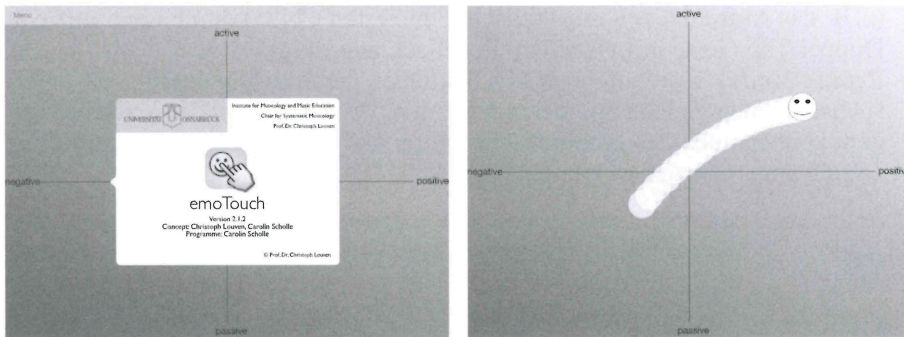 Menu
active
UNIVERSITÄT OSNABRÜCK
Institute for Musicology and Music Education
Chair for Systematic Musicology
Prof. Dr. Christoph Louven
negative
positive
emoTouch
Version 2.1.2
Concept: Christoph Louven, Carolin Scholle
Programme: Carolin Scholle
© Prof. Dr. Christoph Louven
passive
active
negative
positive
passive